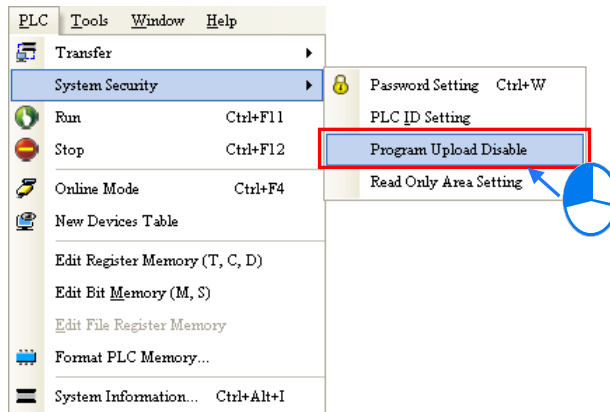 PLC Tools Window Help
Transfer
System Security
Run Ctrl+F11
Stop Ctrl+F12
Online Mode Ctrl+F4
New Devices Table
Edit Register Memory (T, C, D)
Edit Bit Memory (M, S)
Edit File Register Memory
Format PLC Memory...
System Information... Ctrl+Alt+I
Password Setting Ctrl+W
PLC ID Setting
Program Upload Disable
Read Only Area Setting